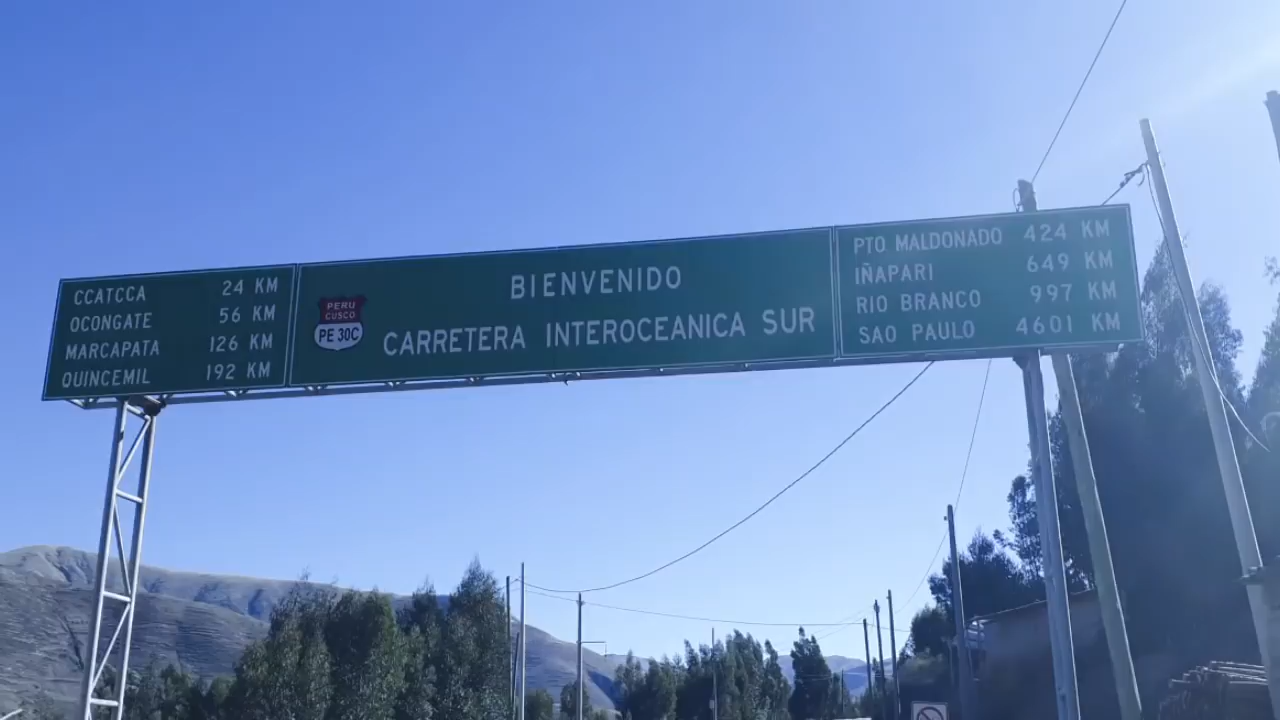 CCATCCA 24 KM
OCONGATE 56 KM
MARCAPATA 126 KM
QUINCEMIL 192 KM
PERU
CUSCO
PE 30C
BIENVENIDO
CARRETERA INTEROCEANICA SUR
PTO MALDONADO 424 KM
IÑAPARI 649 KM
RIO BRANCO 997 KM
SAO PAULO 4601 KM